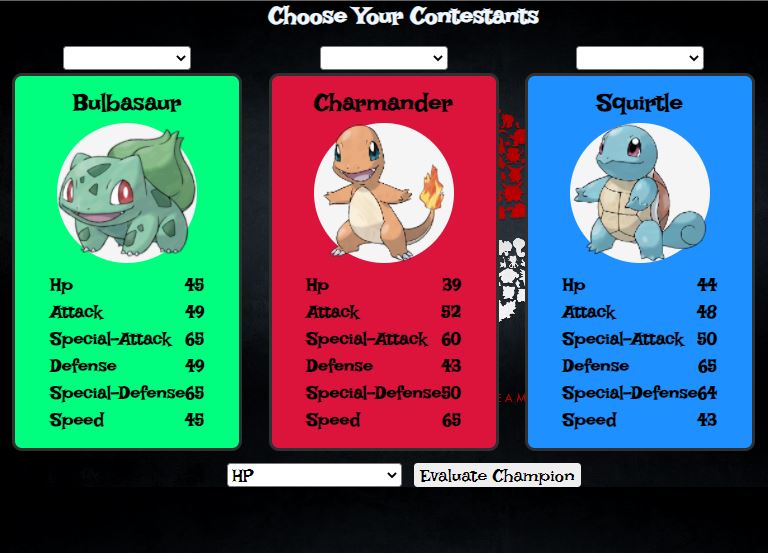 Choose Your Contestants
Bulbasaur
Hp 45
Attack 49
Special-Attack 65
Defense 49
Special-Defense 65
Speed 45
Charmander
Hp 39
Attack 52
Special-Attack 60
Defense 43
Special-Defense 50
Speed 65
Squirtle
Hp 44
Attack 48
Special-Attack 50
Defense 65
Special-Defense 64
Speed 43
EAM
HP
Evaluate Champion